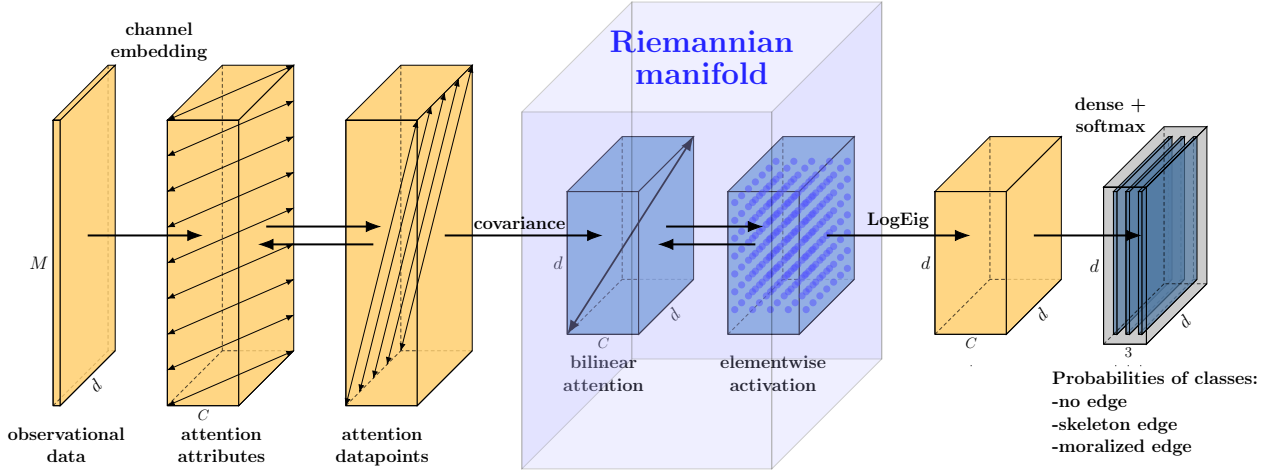 channel
embedding
Riemannian
manifold
dense +
softmax
covariance
LogEig
M
d
C
d
C
d
d
C
d
d
3
d
observational
data
attention
attributes
attention
datapoints
bilinear
attention
elementwise
activation
Probabilities of classes:
-no edge
-skeleton edge
-moralized edge